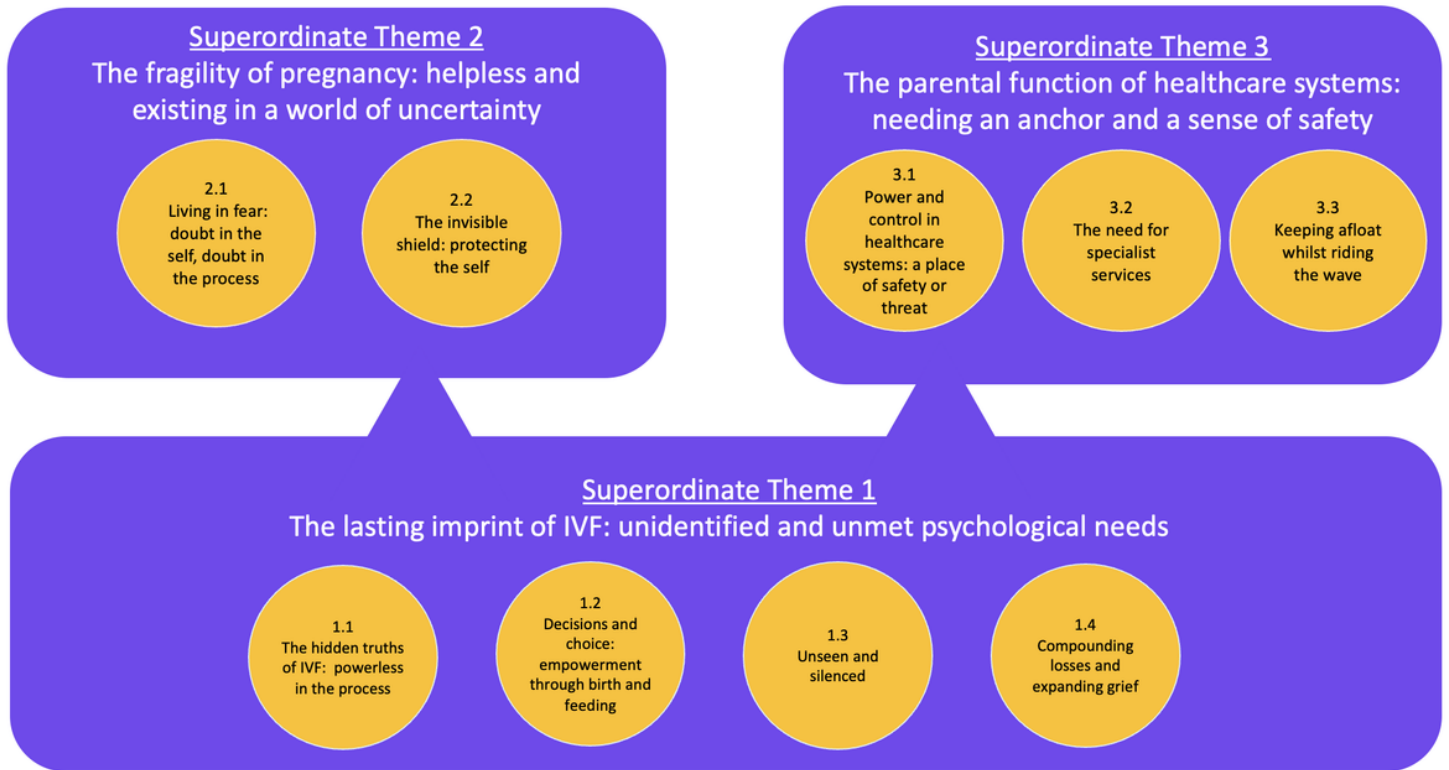 Superordinate Theme 2
The fragility of pregnancy: helpless and
existing in a world of uncertainty
2.1
Living in fear:
doubt in the
self, doubt in
the process
2.2
The invisible
shield: protecting
the self
Superordinate Theme 3
The parental function of healthcare systems:
needing an anchor and a sense of safety
3.1
Power and
control in
healthcare
systems: a place
of safety or
threat
3.2
The need for
specialist
services
3.3
Keeping afloat
whilst riding
the wave
Superordinate Theme 1
The lasting imprint of IVF: unidentified and unmet psychological needs
1.1
The hidden truths
of IVF: powerless
in the process
1.2
Decisions and
choice:
empowerment
through birth and
feeding
1.3
Unseen and
silenced
1.4
Compounding
losses and
expanding grief